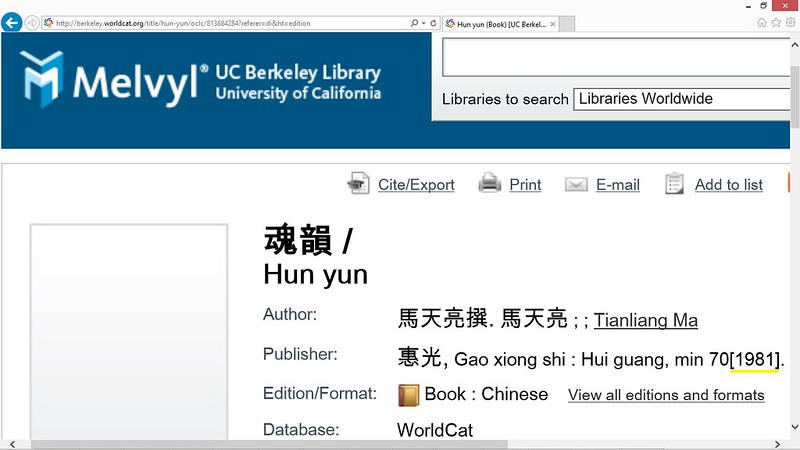 http://berkeley.worldcat.org/title/hun-yun/oclc/813684284?referer=di&ht=edition
Hun yun (Book) [UC Berkel...
Melvyl® UC Berkeley Library
University of California
Libraries to search Libraries Worldwide
Cite/Export Print E-mail Add to list
魂韻 /
Hun yun
Author: 馬天亮撰. 馬天亮 ; ; Tianliang Ma
Publisher: 惠光, Gao xiong shi : Hui guang, min 70[1981].
Edition/Format: Book : Chinese View all editions and formats
Database: WorldCat